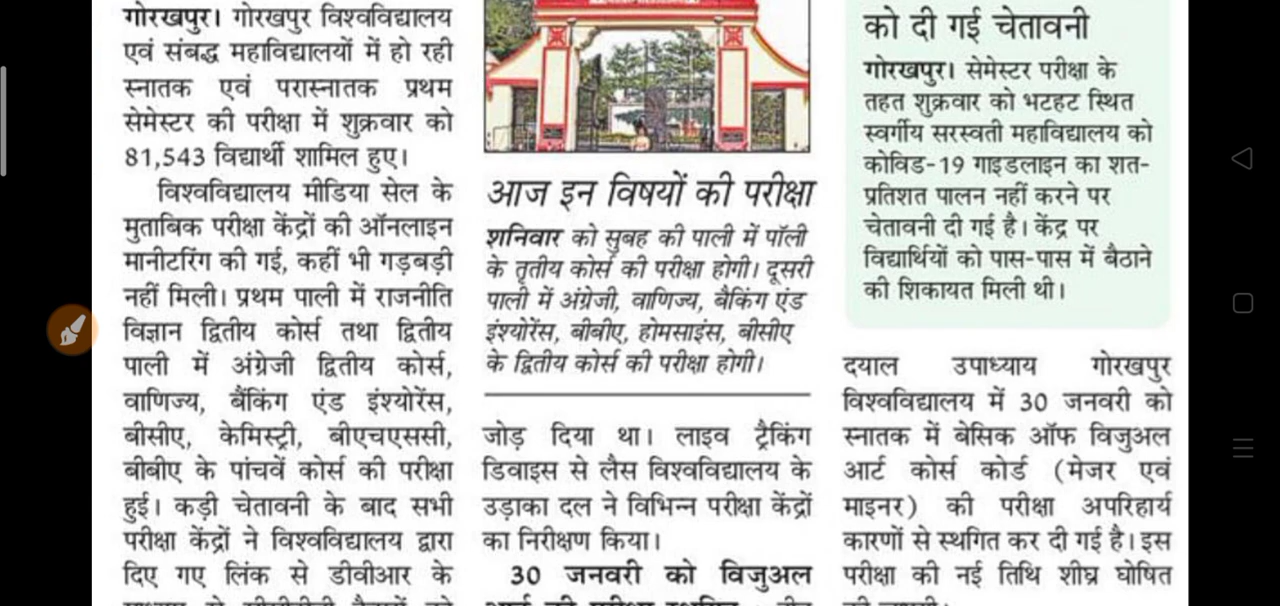 गोरखपुर। गोरखपुर विश्वविद्यालय
एवं संबद्ध महाविद्यालयों में हो रही
स्नातक एवं परास्नातक प्रथम
सेमेस्टर की परीक्षा में शुक्रवार को
81,543 विद्यार्थी शामिल हुए।
विश्वविद्यालय मीडिया सेल के
मुताबिक परीक्षा केंद्रों की ऑनलाइन
मानीटरिंग की गई, कहीं भी गड़बड़ी
नहीं मिली। प्रथम पाली में राजनीति
विज्ञान द्वितीय कोर्स तथा द्वितीय
पाली में अंग्रेजी द्वितीय कोर्स,
वाणिज्य, बैंकिंग एंड इंश्योरेंस,
बीसीए, केमिस्ट्री, बीएचएससी,
बीबीए के पांचवें कोर्स की परीक्षा
हुई। कड़ी चेतावनी के बाद सभी
परीक्षा केंद्रों ने विश्वविद्यालय द्वारा
दिए गए लिंक से डीवीआर के
आज इन विषयों की परीक्षा
शनिवार को सुबह की पाली में पॉली
के तृतीय कोर्स की परीक्षा होगी। दूसरी
पाली में अंग्रेजी, वाणिज्य, बैकिंग एंड
इंश्योरेंस, बीबीए, होमसाइंस, बीसीए
के द्वितीय कोर्स की परीक्षा होगी।
जोड़ दिया था। लाइव ट्रैकिंग
डिवाइस से लैस विश्वविद्यालय के
उड़ाका दल ने विभिन्न परीक्षा केंद्रों
का निरीक्षण किया।
30 जनवरी को विजुअल
को दी गई चेतावनी
गोरखपुर। सेमेस्टर परीक्षा के
तहत शुक्रवार को भटहट स्थित
स्वर्गीय सरस्वती महाविद्यालय को
कोविड-19 गाइडलाइन का शत-
प्रतिशत पालन नहीं करने पर
चेतावनी दी गई है। केंद्र पर
विद्यार्थियों को पास-पास में बैठाने
की शिकायत मिली थी।
दयाल उपाध्याय गोरखपुर
विश्वविद्यालय में 30 जनवरी को
स्नातक में बेसिक ऑफ विजुअल
आर्ट कोर्स कोर्ड (मेजर एवं
माइनर) की परीक्षा अपरिहार्य
कारणों से स्थगित कर दी गई है। इस
परीक्षा की नई तिथि शीघ्र घोषित